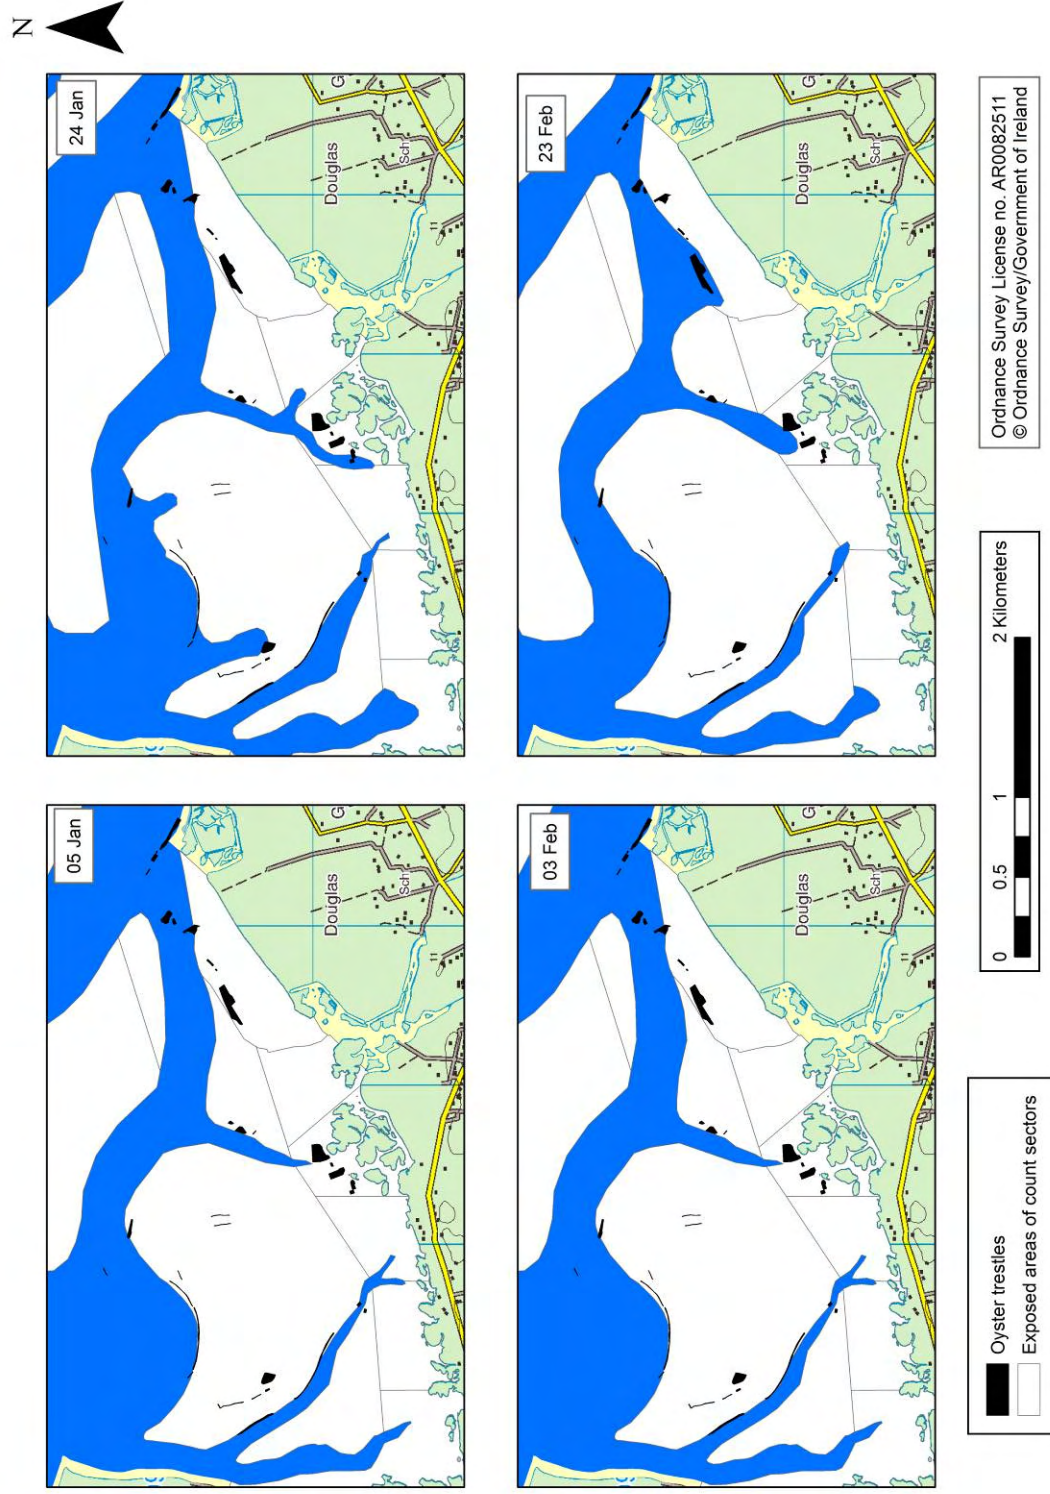 N
05 Jan
Douglas
Sch
G
24 Jan
Douglas
Sch
G
03 Feb
Douglas
Sch
G
23 Feb
Douglas
Sch
G
Oyster trestles
Exposed areas of count sectors
0 0.5 1 2 Kilometers
Ordnance Survey License no. AR0082511
© Ordnance Survey/Government of Ireland